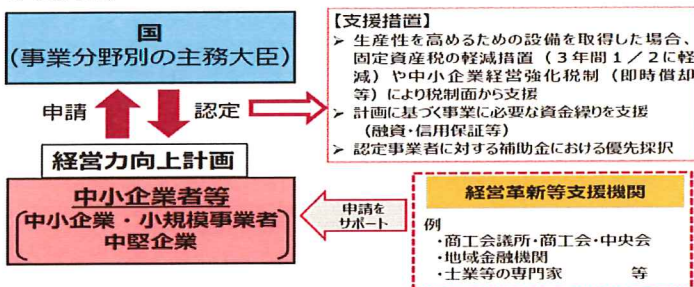 国
(事業分野別の主務大臣)
申請
認定
【支援措置】
➢ 生産性を高めるための設備を取得した場合、
固定資産税の軽減措置（３年間１／２に軽
減）や中小企業経営強化税制（即時償却
等）により税制面から支援
➢ 計画に基づく事業に必要な資金繰りを支援
（融資・信用保証等）
➢ 認定事業者に対する補助金における優先採択
経営力向上計画
中小企業者等
中小企業・小規模事業者
中堅企業
申請を
サポート
経営革新等支援機関
例
・商工会議所・商工会・中央会
・地域金融機関
・士業等の専門家　等